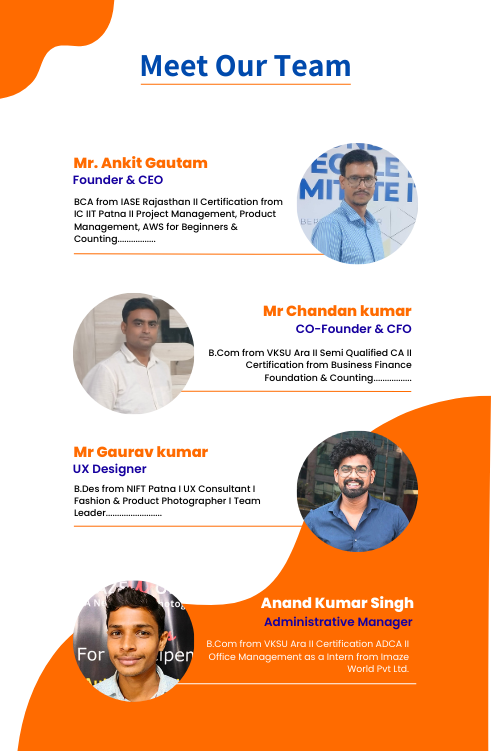 Meet Our Team
Mr. Ankit Gautam
Founder & CEO
BCA from IASE Rajasthan II Certification from
IC IIT Patna II Project Management, Product
Management, AWS for Beginners &
Counting.................
Mr Chandan kumar
CO-Founder & CFO
B.Com from VKSU Ara II Semi Qualified CA II
Certification from Business Finance
Foundation & Counting.................
Mr Gaurav kumar
UX Designer
B.Des from NIFT Patna I UX Consultant I
Fashion & Product Photographer I Team
Leader.........................
For
Anand Kumar Singh
Administrative Manager
B.Com from VKSU Ara II Certification ADCA II
Office Management as a Intern from Imaze
World Pvt Ltd.